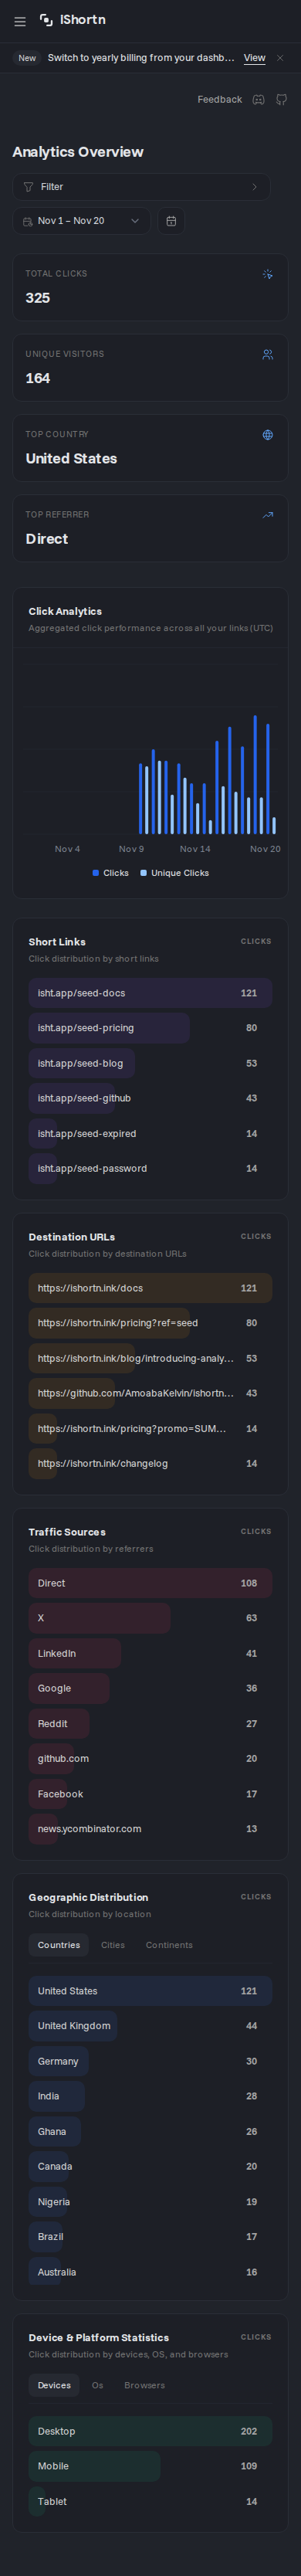 IShortn
New Switch to yearly billing from your dashb... View
Feedback
Analytics Overview
Filter
Nov 1 – Nov 20
TOTAL CLICKS
325
UNIQUE VISITORS
164
TOP COUNTRY
United States
TOP REFERRER
Direct
Click Analytics
Aggregated click performance across all your links (UTC)
Nov 4 Nov 9 Nov 14 Nov 20
Clicks Unique Clicks
Short Links CLICKS
Click distribution by short links
isht.app/seed-docs 121
isht.app/seed-pricing 80
isht.app/seed-blog 53
isht.app/seed-github 43
isht.app/seed-expired 14
isht.app/seed-password 14
Destination URLs CLICKS
Click distribution by destination URLs
https://ishortn.ink/docs 121
https://ishortn.ink/pricing?ref=seed 80
https://ishortn.ink/blog/introducing-analy... 53
https://github.com/AmoabaKelvin/ishortn... 43
https://ishortn.ink/pricing?promo=SUM... 14
https://ishortn.ink/changelog 14
Traffic Sources CLICKS
Click distribution by referrers
Direct 108
X 63
LinkedIn 41
Google 36
Reddit 27
github.com 20
Facebook 17
news.ycombinator.com 13
Geographic Distribution CLICKS
Click distribution by location
Countries Cities Continents
United States 121
United Kingdom 44
Germany 30
India 28
Ghana 26
Canada 20
Nigeria 19
Brazil 17
Australia 16
Device & Platform Statistics CLICKS
Click distribution by devices, OS, and browsers
Devices Os Browsers
Desktop 202
Mobile 109
Tablet 14